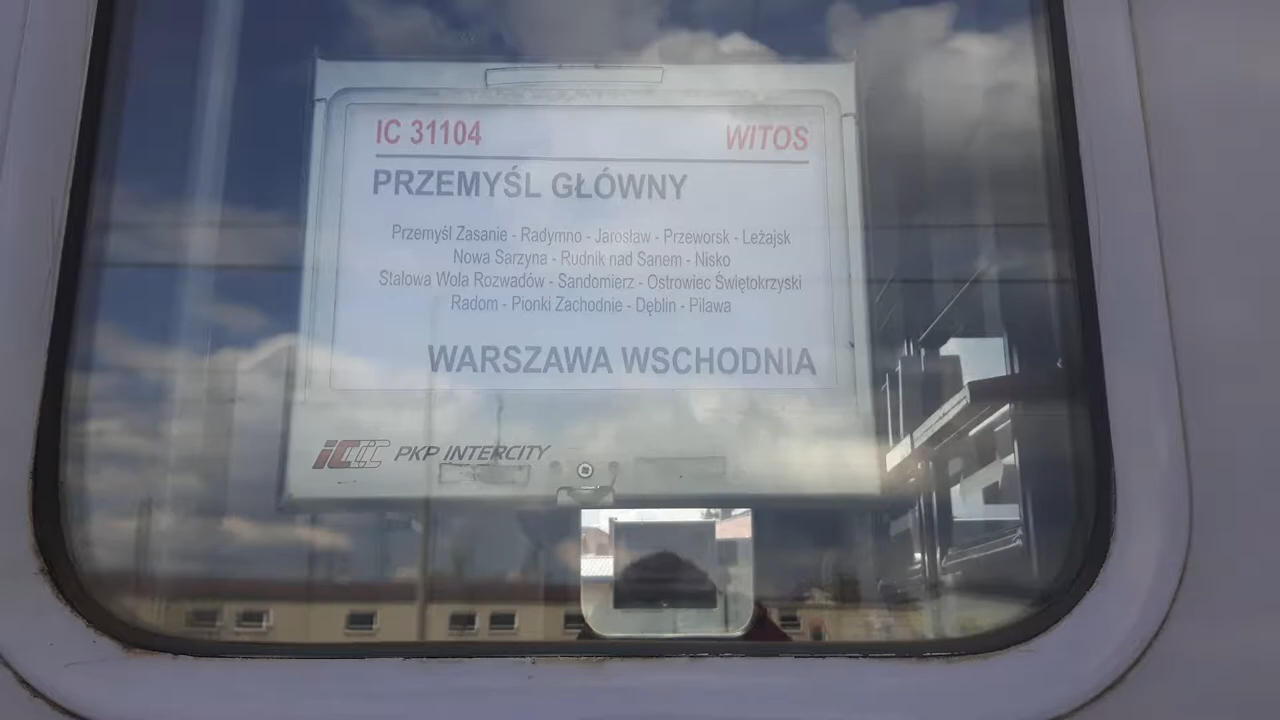 IC 31104 WITOS
PRZEMYŚL GŁÓWNY
Przemyśl Zasanie - Radymno - Jarosław - Przeworsk - Leżajsk
Nowa Sarzyna - Rudnik nad Sanem - Nisko
Stalowa Wola Rozwadów - Sandomierz - Ostrowiec Świętokrzyski
Radom - Pionki Zachodnie - Dęblin - Pilawa
WARSZAWA WSCHODNIA
IC PKP INTERCITY